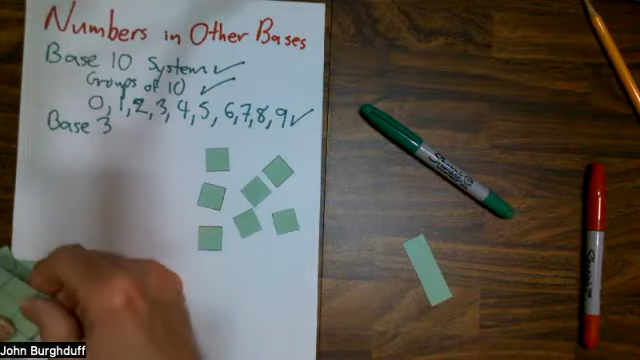 Numbers in Other Bases
Base 10 System ✓
Groups of 10 ✓
0, 1, 2, 3, 4, 5, 6, 7, 8, 9 ✓
Base 3
Sharpie
John Burghduff